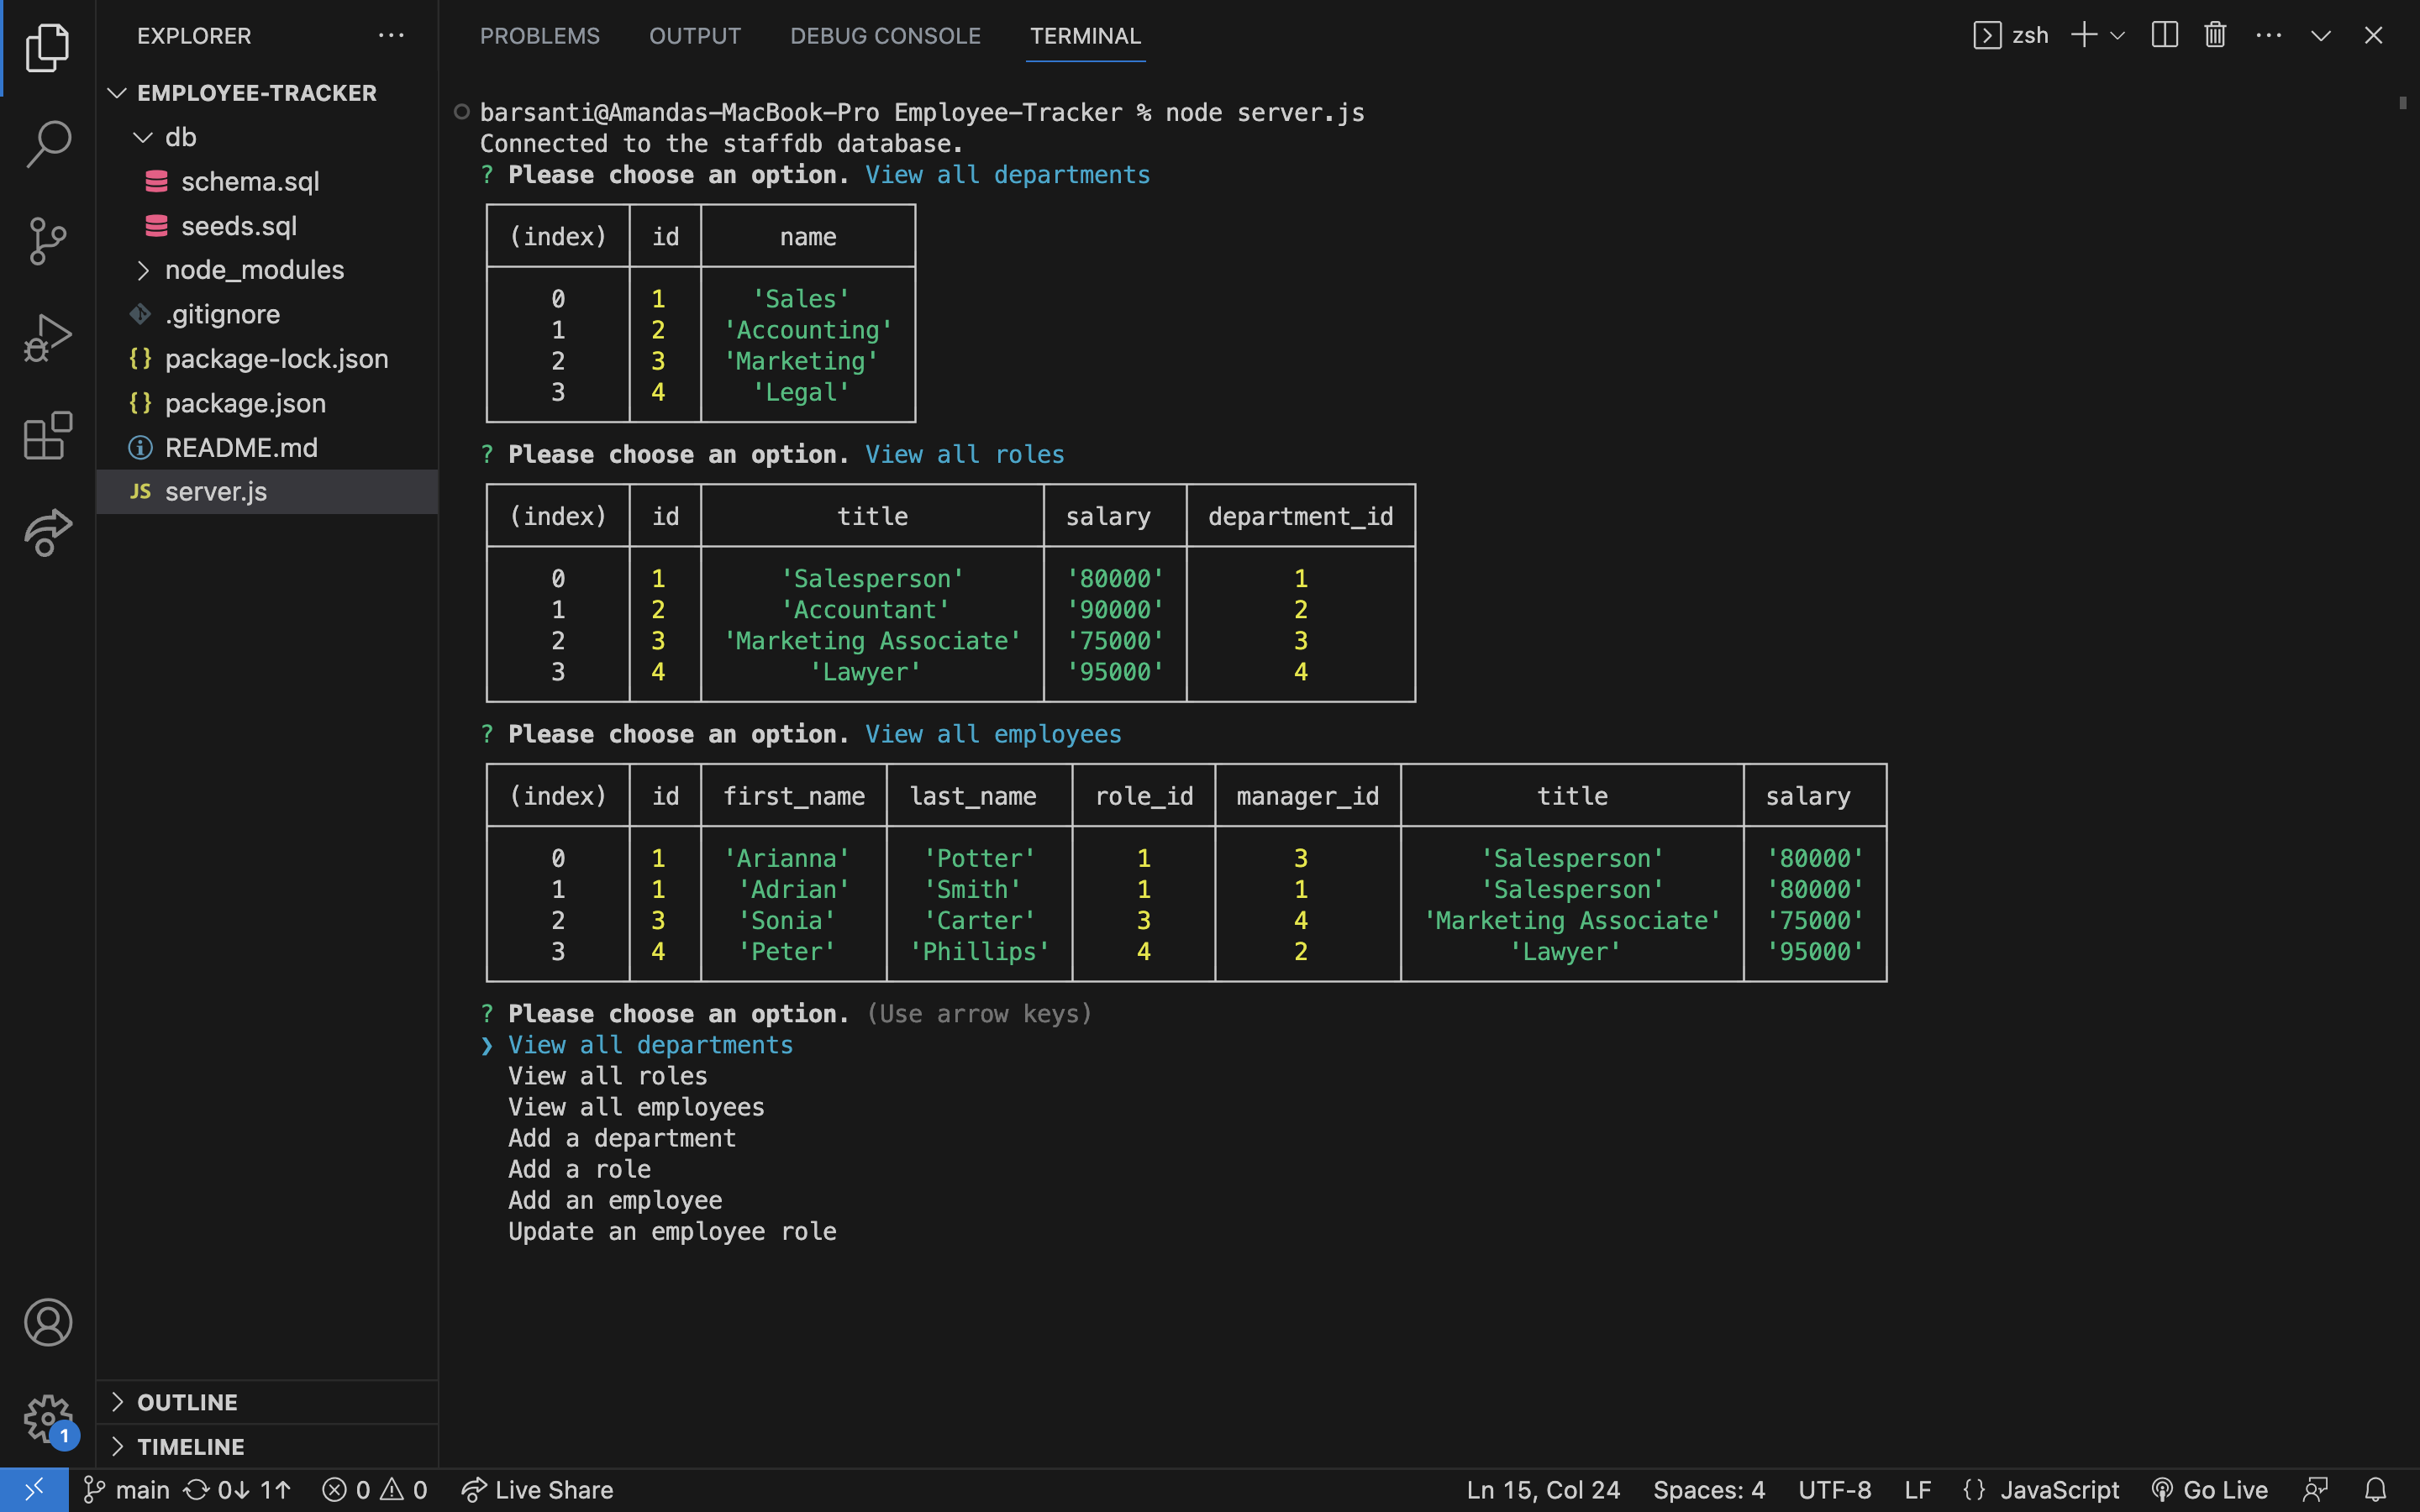 EXPLORER
EMPLOYEE-TRACKER
db
schema.sql
seeds.sql
node_modules
.gitignore
{} package-lock.json
{} package.json
README.md
JS server.js
OUTLINE
TIMELINE
PROBLEMS OUTPUT DEBUG CONSOLE TERMINAL
zsh
barsanti@Amandas-MacBook-Pro Employee-Tracker % node server.js
Connected to the staffdb database.
? Please choose an option. View all departments
(index) id name
0 1 'Sales'
1 2 'Accounting'
2 3 'Marketing'
3 4 'Legal'
? Please choose an option. View all roles
(index) id title salary department_id
0 1 'Salesperson' '80000' 1
1 2 'Accountant' '90000' 2
2 3 'Marketing Associate' '75000' 3
3 4 'Lawyer' '95000' 4
? Please choose an option. View all employees
(index) id first_name last_name role_id manager_id title salary
0 1 'Arianna' 'Potter' 1 3 'Salesperson' '80000'
1 1 'Adrian' 'Smith' 1 1 'Salesperson' '80000'
2 3 'Sonia' 'Carter' 3 4 'Marketing Associate' '75000'
3 4 'Peter' 'Phillips' 4 2 'Lawyer' '95000'
? Please choose an option. (Use arrow keys)
❯ View all departments
View all roles
View all employees
Add a department
Add a role
Add an employee
Update an employee role
1
main 0↓ 1↑ 0 0 Live Share Ln 15, Col 24 Spaces: 4 UTF-8 LF {} JavaScript Go Live